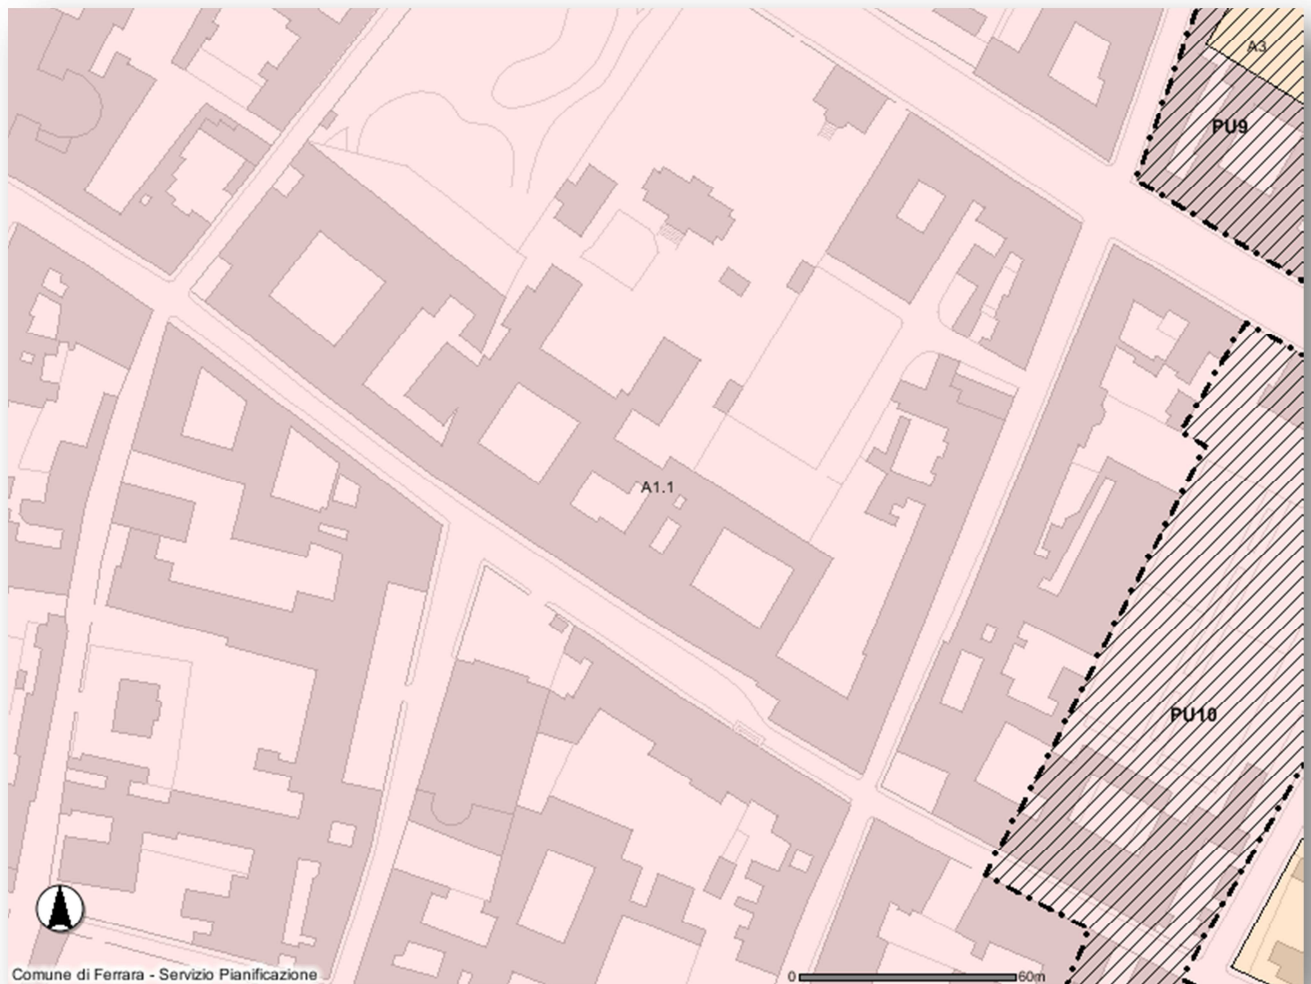 A3
PU9
A1.1
PU10
Comune di Ferrara - Servizio Pianificazione
0 60m